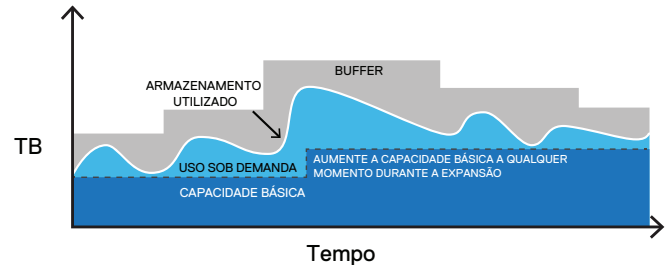 BUFFER
ARMAZENAMENTO
UTILIZADO
TB
USO SOB DEMANDA
AUMENTE A CAPACIDADE BÁSICA A QUALQUER
MOMENTO DURANTE A EXPANSÃO
CAPACIDADE BÁSICA
Tempo